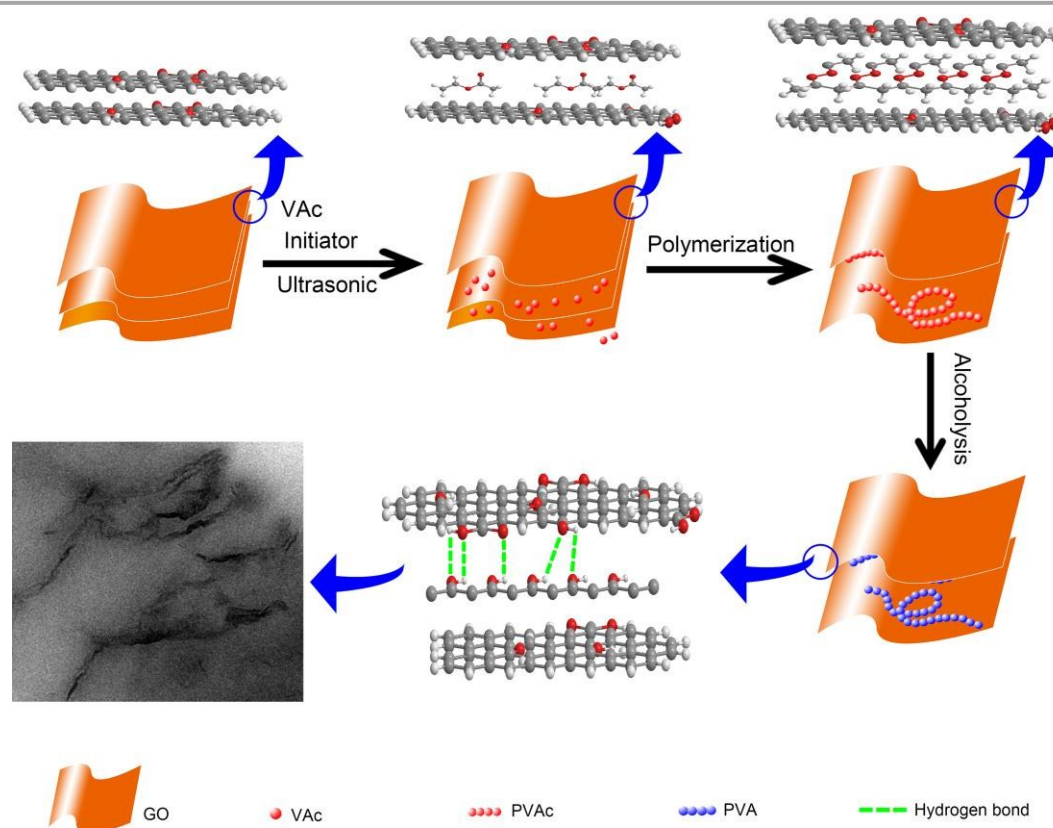 VAc
Initiator
Ultrasonic
Polymerization
Alcoholysis
GO
VAc
PVAc
PVA
Hydrogen bond